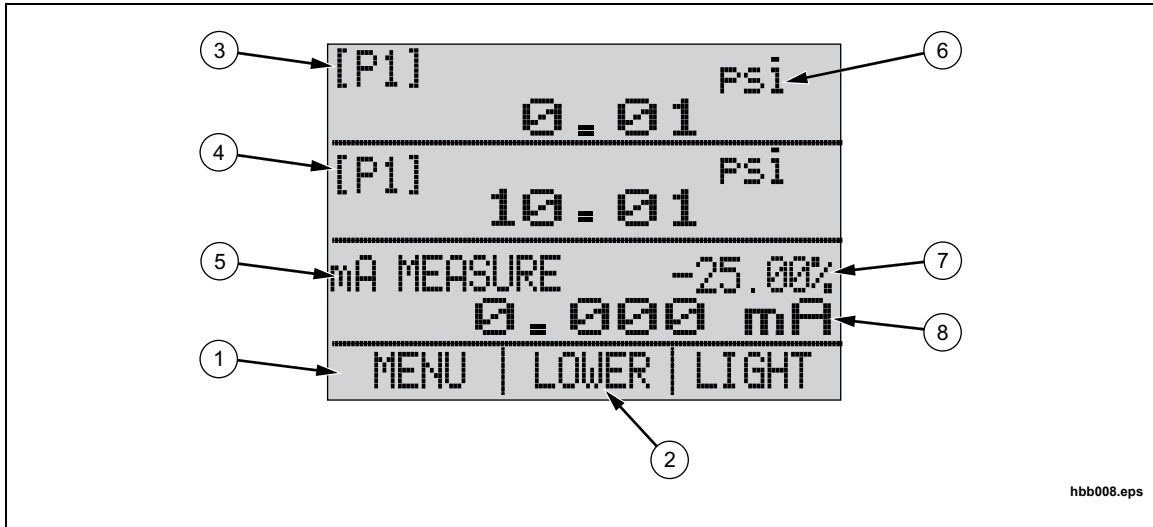 3
[P1] psi
6
0.01
4
[P1] psi
10.01
5
mA MEASURE -25.00%
7
0.000 mA
8
1
MENU | LOWER | LIGHT
2
hbb008.eps